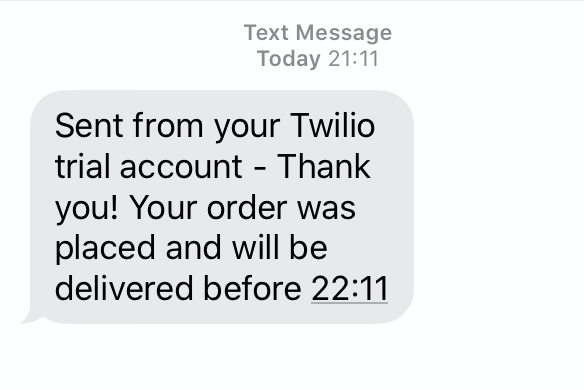 Text Message
Today 21:11
Sent from your Twilio
trial account - Thank
you! Your order was
placed and will be
delivered before 22:11